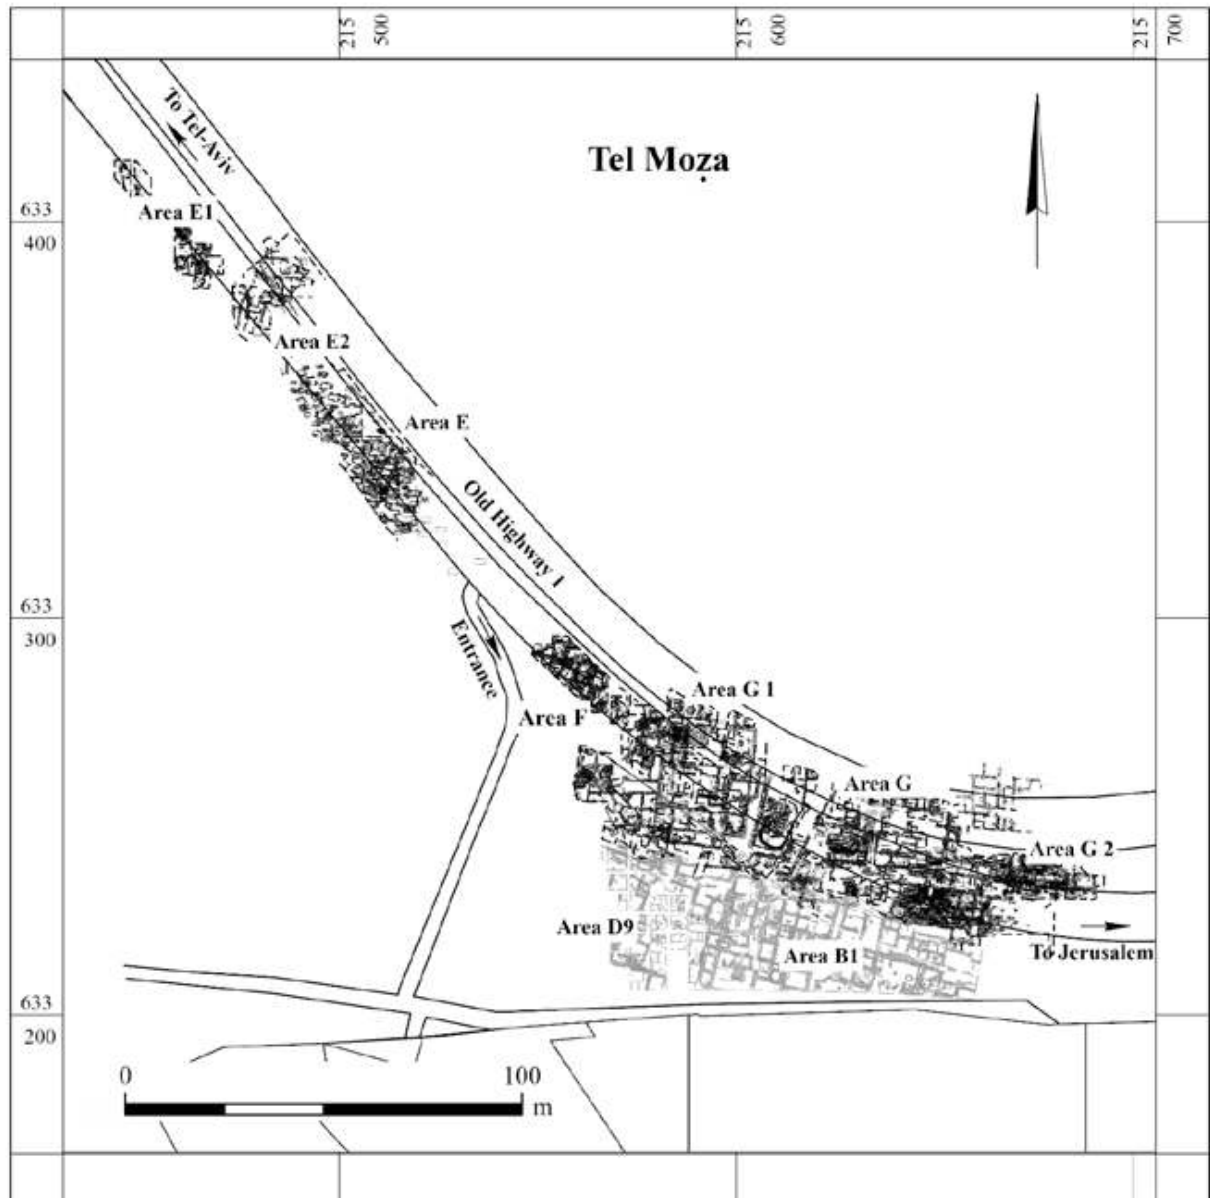 215
500
215
600
215
700
To Tel-Aviv
Tel Moẓa
633
400
Area E1
Area E2
Area E
Old Highway 1
633
300
Entrance
Area G 1
Area F
Area G
Area G 2
Area D9
Area B1
To Jerusalem
633
200
0
100
m